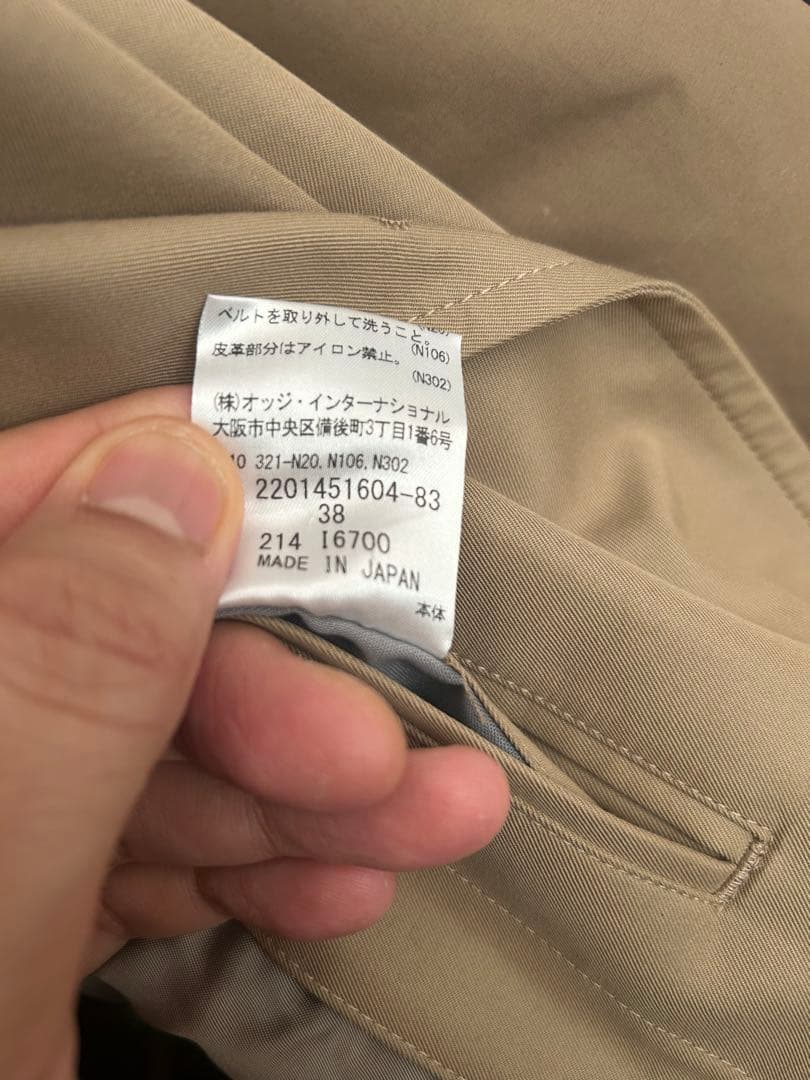 ベルトを取り外して洗うこと。
皮革部分はアイロン禁止。 (N106)
(N302)
(株)オッジ・インターナショナル
大阪市中央区備後町3丁目1番6号
10 321-N20, N106, N302
2201451604-83
38
214 I6700
MADE IN JAPAN
本体